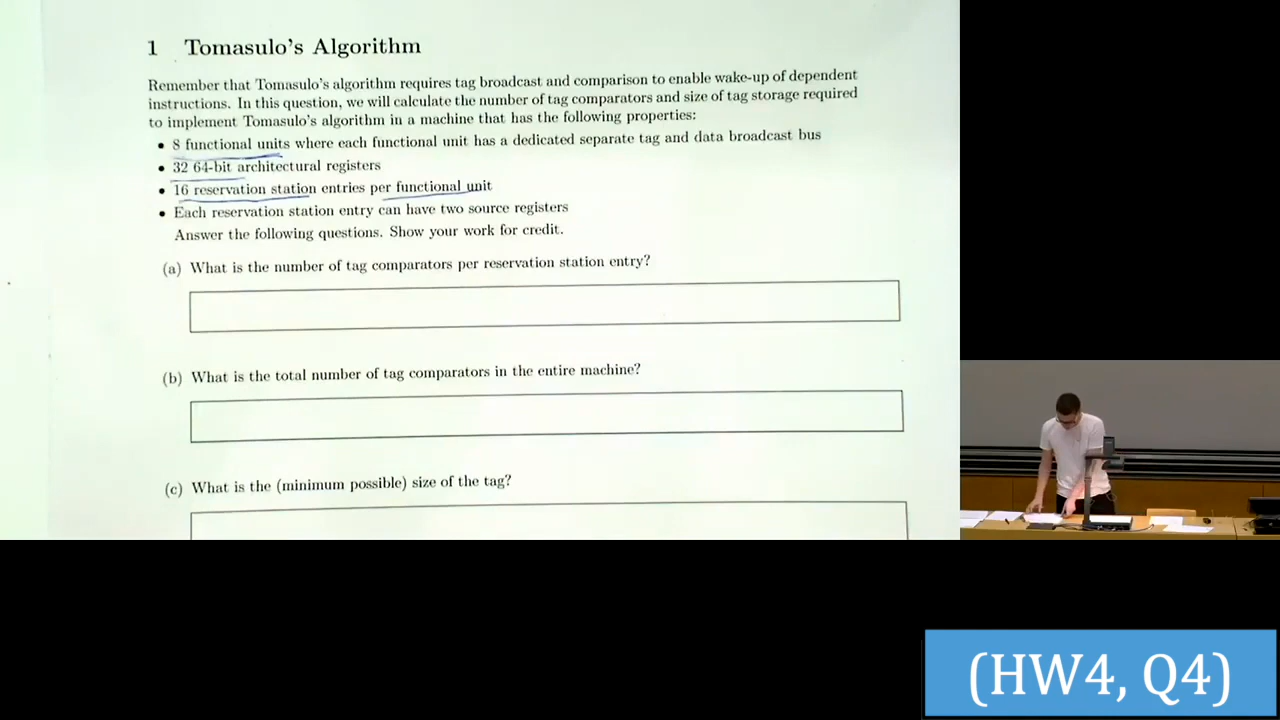 1 Tomasulo's Algorithm
Remember that Tomasulo's algorithm requires tag broadcast and comparison to enable wake-up of dependent
instructions. In this question, we will calculate the number of tag comparators and size of tag storage required
to implement Tomasulo's algorithm in a machine that has the following properties:
• 8 functional units where each functional unit has a dedicated separate tag and data broadcast bus
• 32 64-bit architectural registers
• 16 reservation station entries per functional unit
• Each reservation station entry can have two source registers
Answer the following questions. Show your work for credit.
(a) What is the number of tag comparators per reservation station entry?
(b) What is the total number of tag comparators in the entire machine?
(c) What is the (minimum possible) size of the tag?
(HW4, Q4)